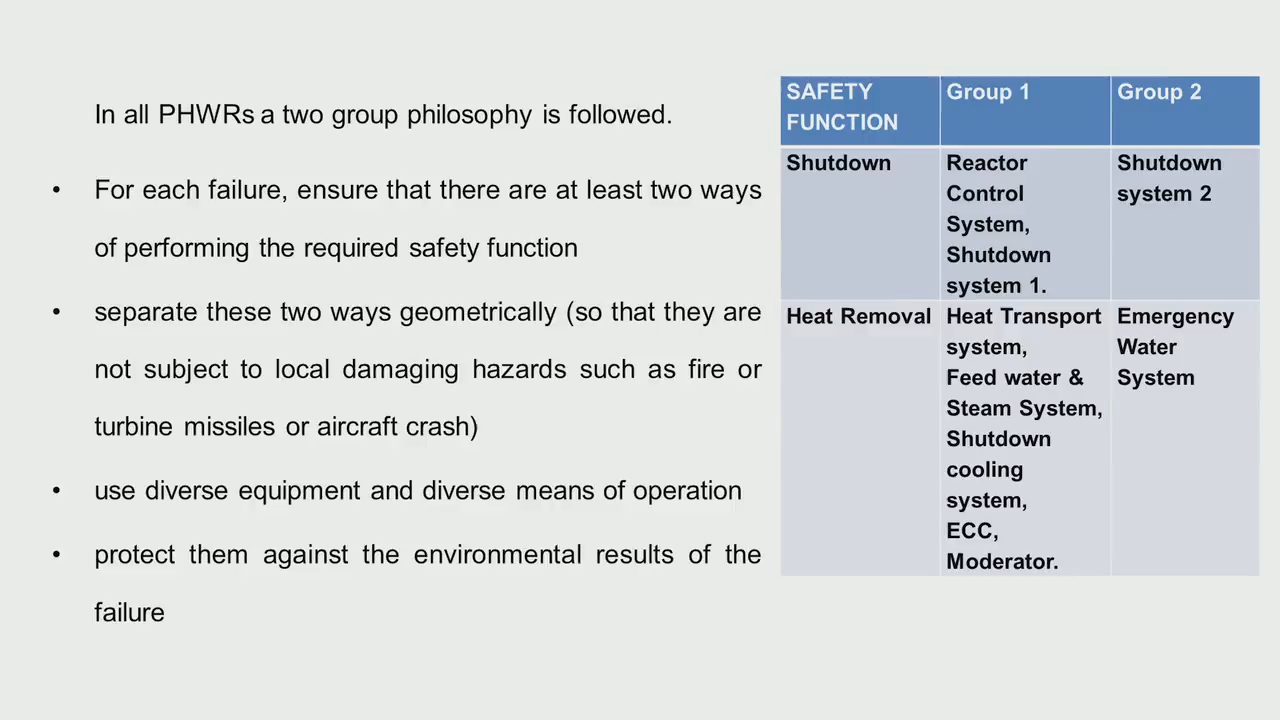 In all PHWRs a two group philosophy is followed.
• For each failure, ensure that there are at least two ways
of performing the required safety function
• separate these two ways geometrically (so that they are
not subject to local damaging hazards such as fire or
turbine missiles or aircraft crash)
• use diverse equipment and diverse means of operation
• protect them against the environmental results of the
failure
SAFETY
FUNCTION
Group 1
Group 2
Shutdown
Reactor
Control
System,
Shutdown
system 1.
Shutdown
system 2
Heat Removal
Heat Transport
system,
Feed water &
Steam System,
Shutdown
cooling
system,
ECC,
Moderator.
Emergency
Water
System